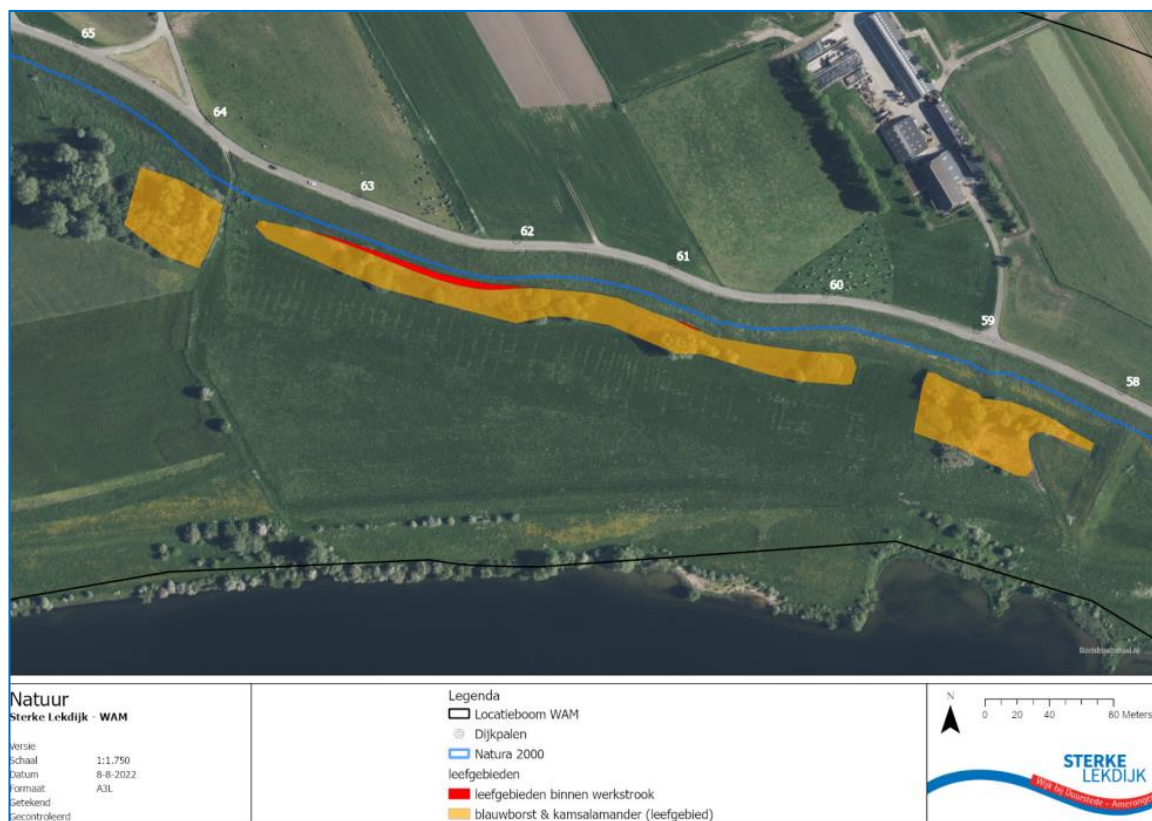 65
64
63
62
61
60
59
58
Natuur
Sterke Lekdijk - WAM
Versie
Schaal 1:1.750
Datum 8-8-2022
Formaat A3L
Getekend
Gecontroleerd
Legenda
Locatieboom WAM
Dijkpalen
Natura 2000
leefgebieden
leefgebieden binnen werkstrook
blauwborst & kamsalamander (leefgebied)
N
0 20 40 80 Meters
STERKE
LEKDIJK
Wijk bij Duurstede - Amerongen